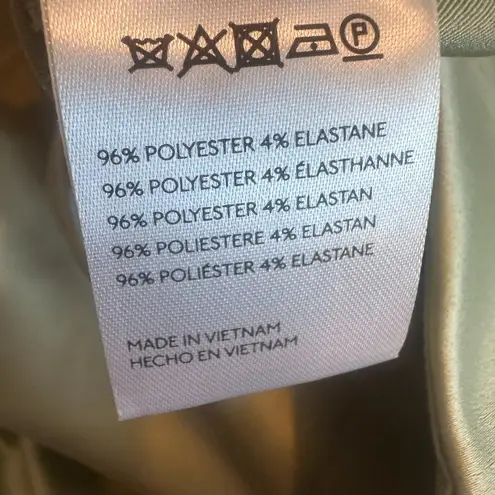 P
96% POLYESTER 4% ELASTANE
96% POLYESTER 4% ÉLASTHANNE
96% POLYESTER 4% ELASTAN
96% POLIESTERE 4% ELASTAN
96% POLIÉSTER 4% ELASTANE
MADE IN VIETNAM
HECHO EN VIETNAM